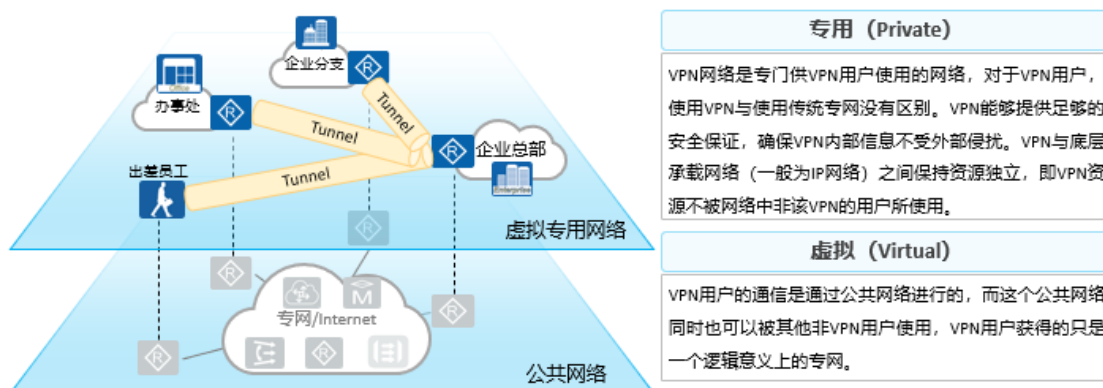 企业分支
Office
办事处
Tunnel
Tunnel
企业总部
Enterprise
出差员工
Tunnel
虚拟专用网络
专网/Internet
公共网络
专用（Private）
VPN网络是专门供VPN用户使用的网络，对于VPN用户，
使用VPN与使用传统专网没有区别。VPN能够提供足够的
安全保证，确保VPN内部信息不受外部侵扰。VPN与底层
承载网络（一般为IP网络）之间保持资源独立，即VPN资
源不被网络中非该VPN的用户所使用。
虚拟（Virtual）
VPN用户的通信是通过公共网络进行的，而这个公共网络
同时也可以被其他非VPN用户使用，VPN用户获得的只是
一个逻辑意义上的专网。
R
R
R
R
R
M
R
R
R